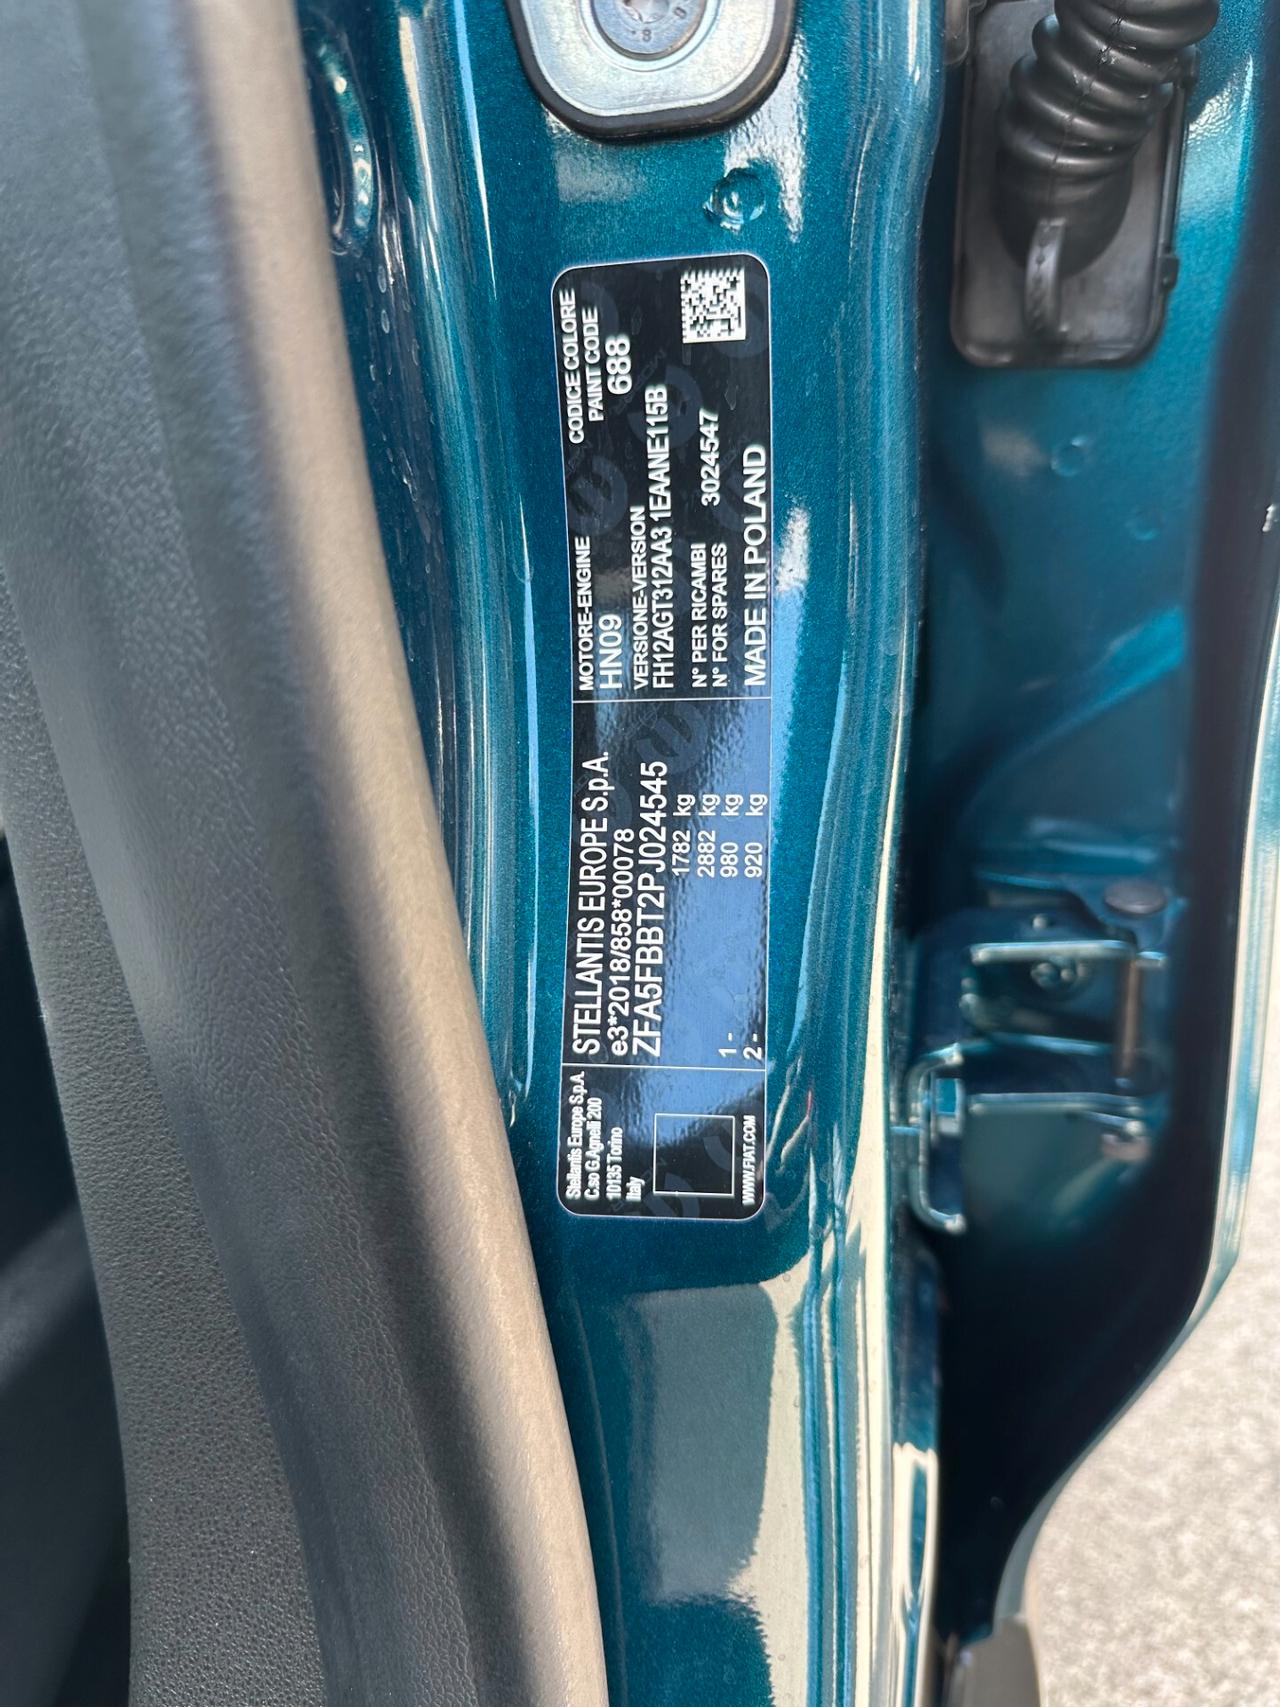 Stellantis Europe S.p.A.
C.so G.Agnelli 200
10135 Torino
Italy
WWW.FIAT.COM
STELLANTIS EUROPE S.p.A.
e3*2018/858*00078
ZFA5FBBT2PJ024545
1782 kg
2882 kg
1 - 980 kg
2 - 920 kg
MOTORE-ENGINE
HN09
CODICE COLORE
PAINT CODE
688
VERSIONE-VERSION
FH12AGT312AA3 1EAANE115B
N° PER RICAMBI
N° FOR SPARES
3024547
MADE IN POLAND